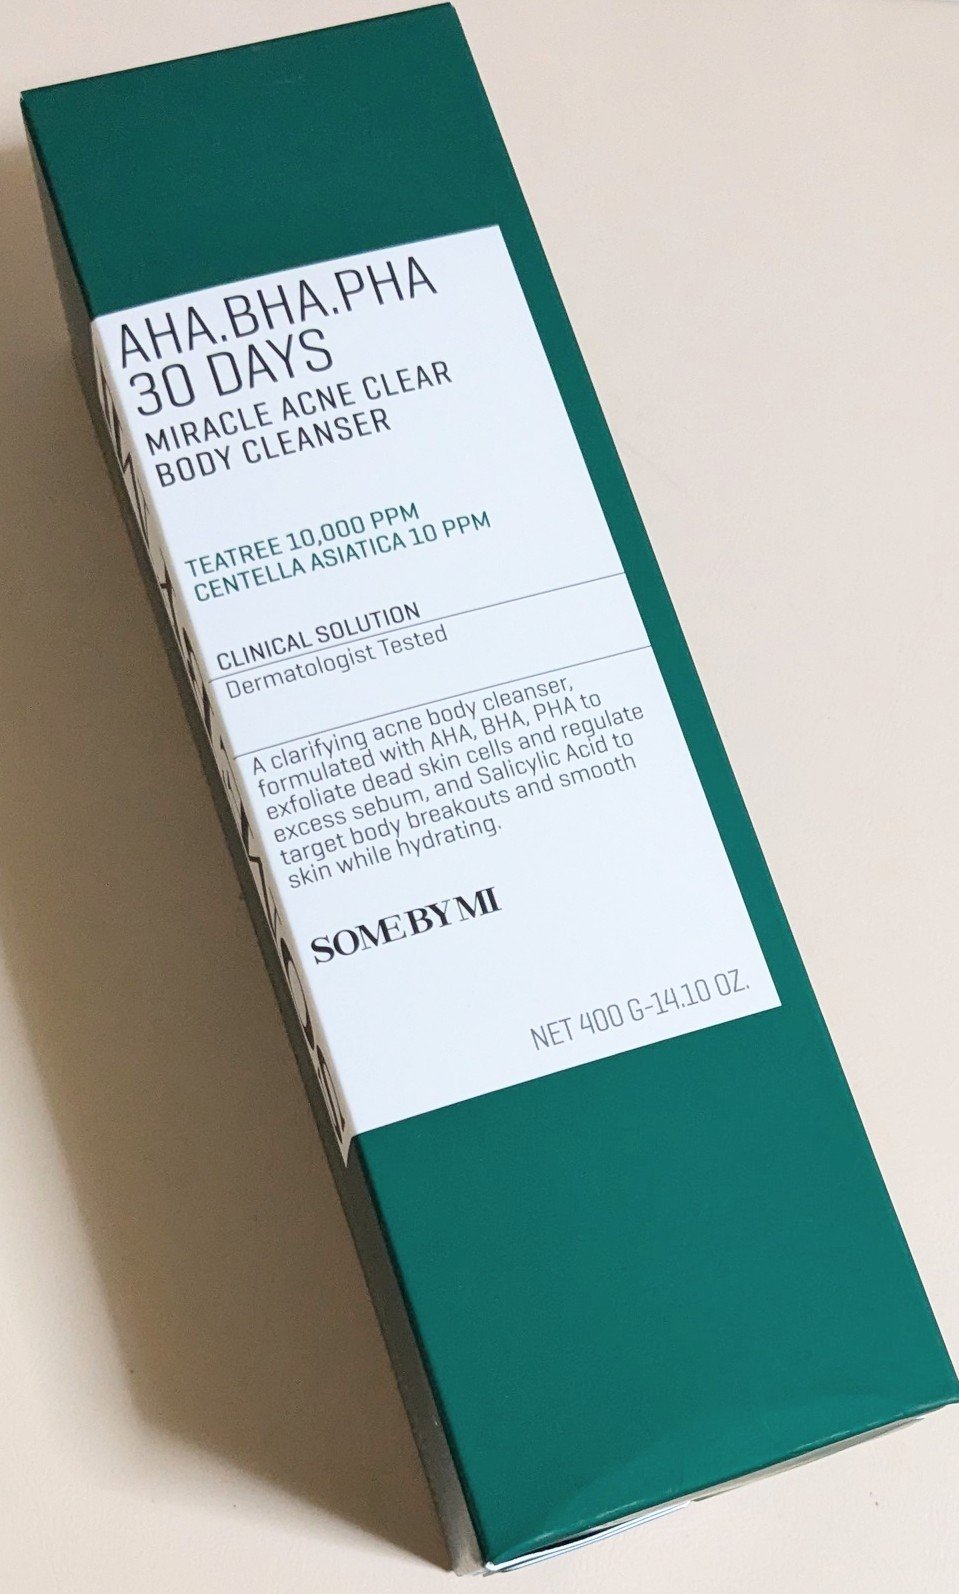 AHA.BHA.PHA
30 DAYS
MIRACLE ACNE CLEAR
BODY CLEANSER
TEATREE 10,000 PPM
CENTELLA ASIATICA 10 PPM
CLINICAL SOLUTION
Dermatologist Tested
A clarifying acne body cleanser,
formulated with AHA, BHA, PHA to
exfoliate dead skin cells and regulate
excess sebum, and Salicylic Acid to
target body breakouts and smooth
skin while hydrating.
SOMEBYMI
NET 400 G-14.10 OZ.